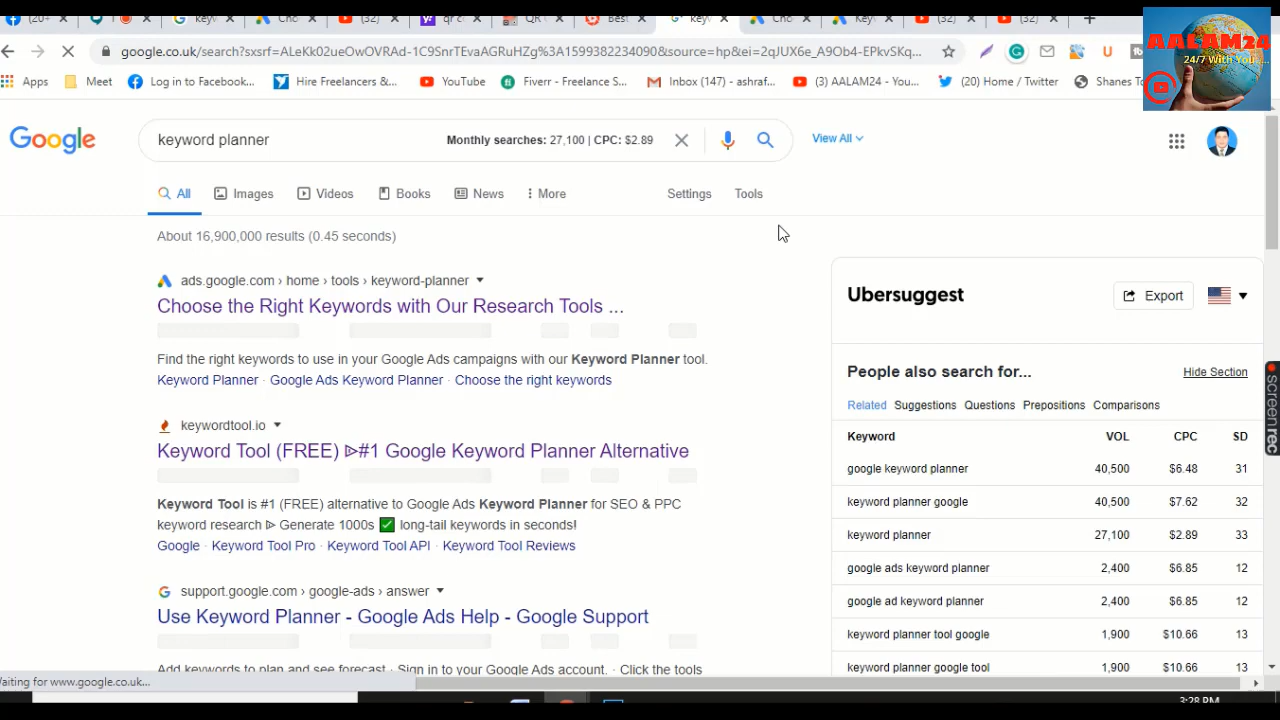 (20+
keyw
Cho
(32)
qr c
QR
Best
key
Cho
Key
(32)
(32)
google.co.uk/search?sxsrf=ALeKk02ueOwOVRAd-1C9SnrTEvaAGRuHZg%3A1599382234090&source=hp&ei=2qJUX6e_A9Ob4-EPkvSKq...
Apps
Meet
Log in to Facebook...
Hire Freelancers &...
YouTube
Fiverr - Freelance S...
Inbox (147) - ashraf...
(3) AALAM24 - You...
(20) Home / Twitter
Shanes To
AALAM24
24/7 With You ....
Google
keyword planner
Monthly searches: 27,100 | CPC: $2.89
View All
All
Images
Videos
Books
News
More
Settings
Tools
About 16,900,000 results (0.45 seconds)
ads.google.com › home › tools › keyword-planner
Choose the Right Keywords with Our Research Tools ...
Find the right keywords to use in your Google Ads campaigns with our Keyword Planner tool.
Keyword Planner · Google Ads Keyword Planner · Choose the right keywords
keywordtool.io
Keyword Tool (FREE) ᐉ#1 Google Keyword Planner Alternative
Keyword Tool is #1 (FREE) alternative to Google Ads Keyword Planner for SEO & PPC
keyword research ᐉ Generate 1000s ✅ long-tail keywords in seconds!
Google · Keyword Tool Pro · Keyword Tool API · Keyword Tool Reviews
support.google.com › google-ads › answer
Use Keyword Planner - Google Ads Help - Google Support
Add keywords to plan and see forecast · Sign in to your Google Ads account. · Click the tools
Ubersuggest
Export
People also search for...
Hide Section
Related Suggestions Questions Prepositions Comparisons
Keyword VOL CPC SD
google keyword planner 40,500 $6.48 31
keyword planner google 40,500 $7.62 32
keyword planner 27,100 $2.89 33
google ads keyword planner 2,400 $6.85 12
google ad keyword planner 2,400 $6.85 12
keyword planner tool google 1,900 $10.66 13
keyword planner google tool 1,900 $10.66 13
screenrec
Waiting for www.google.co.uk...
3:28 PM